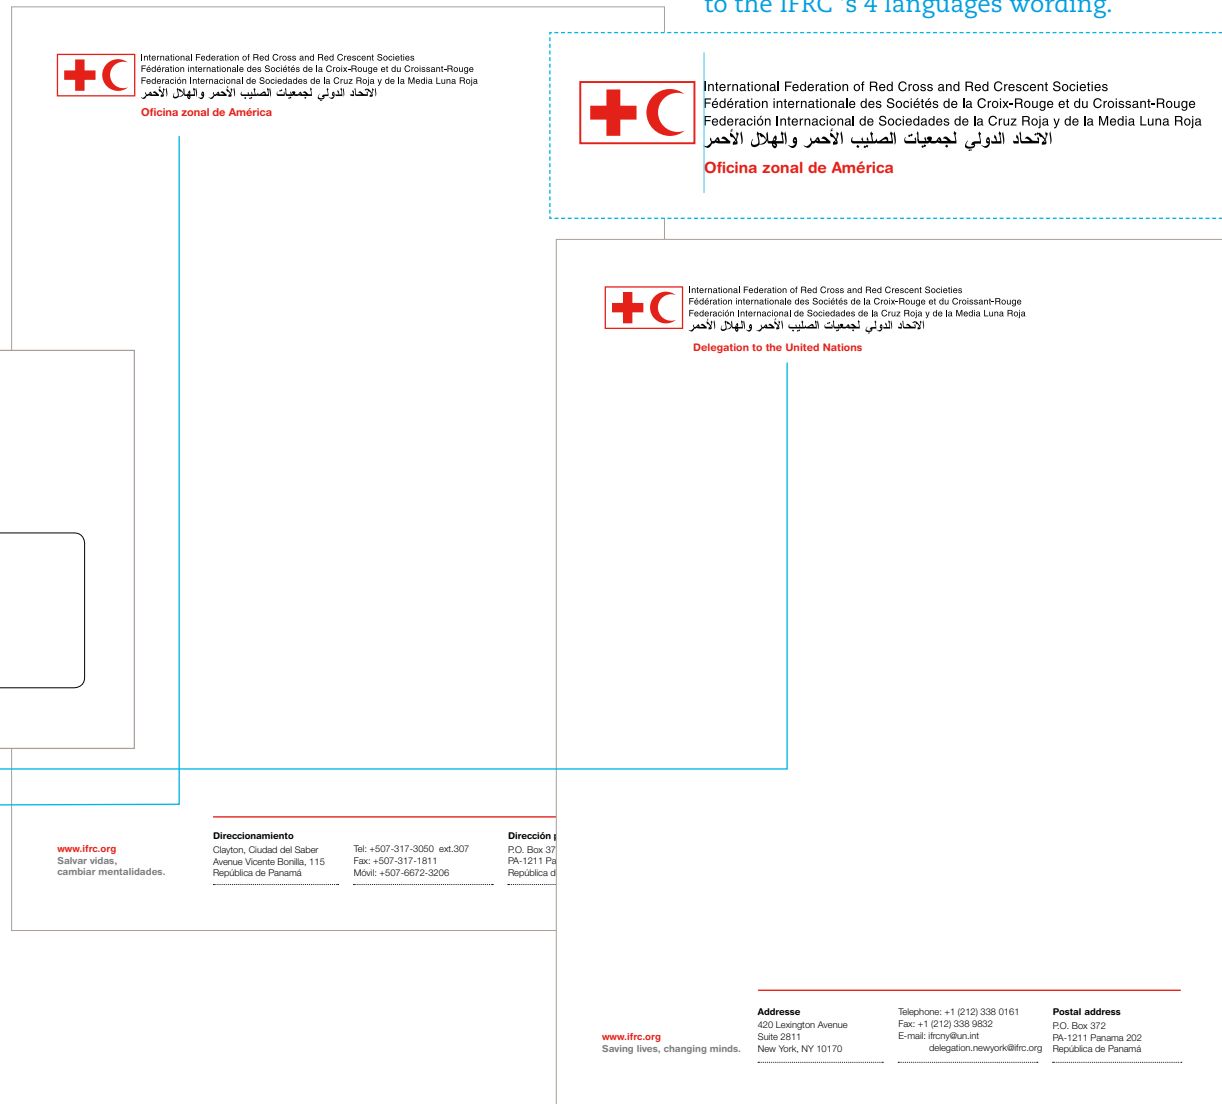 to the IFRC 's 4 languages wording.
International Federation of Red Cross and Red Crescent Societies
Fédération internationale des Sociétés de la Croix-Rouge et du Croissant-Rouge
Federación Internacional de Sociedades de la Cruz Roja y de la Media Luna Roja
الاتحاد الدولي لجمعيات الصليب الأحمر والهلال الأحمر
Oficina zonal de América
International Federation of Red Cross and Red Crescent Societies
Fédération internationale des Sociétés de la Croix-Rouge et du Croissant-Rouge
Federación Internacional de Sociedades de la Cruz Roja y de la Media Luna Roja
الاتحاد الدولي لجمعيات الصليب الأحمر والهلال الأحمر
Oficina zonal de América
International Federation of Red Cross and Red Crescent Societies
Fédération internationale des Sociétés de la Croix-Rouge et du Croissant-Rouge
Federación Internacional de Sociedades de la Cruz Roja y de la Media Luna Roja
الاتحاد الدولي لجمعيات الصليب الأحمر والهلال الأحمر
Delegation to the United Nations
www.ifrc.org
Salvar vidas,
cambiar mentalidades.
Direccionamiento
Clayton, Ciudad del Saber
Avenue Vicente Bonilla, 115
República de Panamá
Tel: +507-317-3050 ext.307
Fax: +507-317-1811
Móvil: +507-6672-3206
Dirección
P.O. Box 37
PA-1211 Pa
República d
www.ifrc.org
Saving lives, changing minds.
Addresse
420 Lexington Avenue
Suite 2811
New York, NY 10170
Telephone: +1 (212) 338 0161
Fax: +1 (212) 338 9832
E-mail: ifrcny@un.int
delegation.newyork@ifrc.org
Postal address
P.O. Box 372
PA-1211 Panama 202
República de Panamá